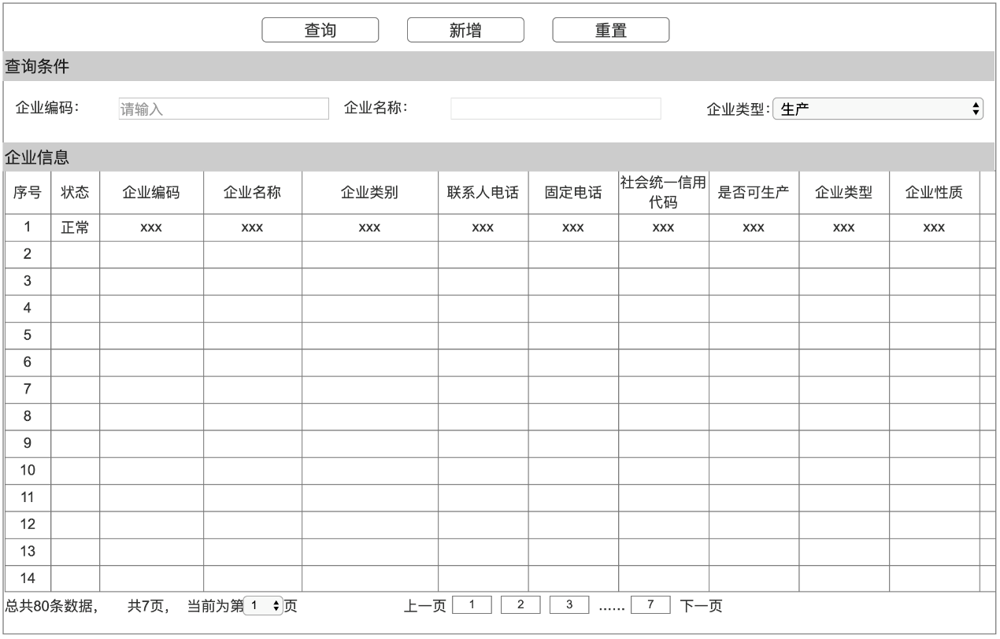 查询 新增 重置
查询条件
企业编码: 请输入 企业名称: 企业类型: 生产
企业信息
序号 状态 企业编码 企业名称 企业类别 联系人电话 固定电话 社会统一信用代码 是否可生产 企业类型 企业性质
1 正常 xxx xxx xxx xxx xxx xxx xxx xxx xxx
2
3
4
5
6
7
8
9
10
11
12
13
14
总共80条数据, 共7页, 当前为第 1 页 上一页 1 2 3 …… 7 下一页